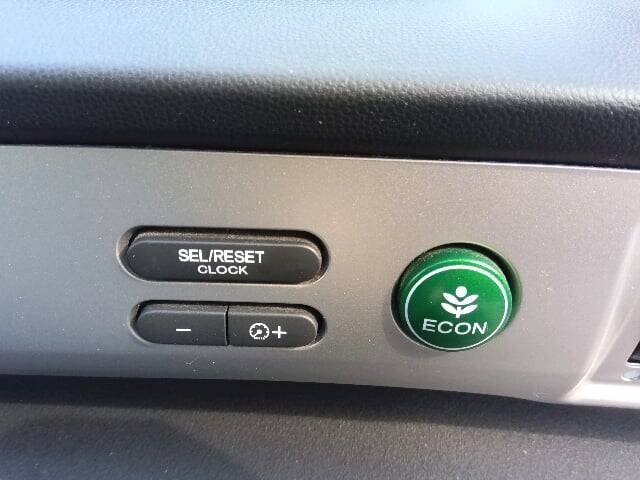 SEL/RESET
CLOCK
- +
ECON